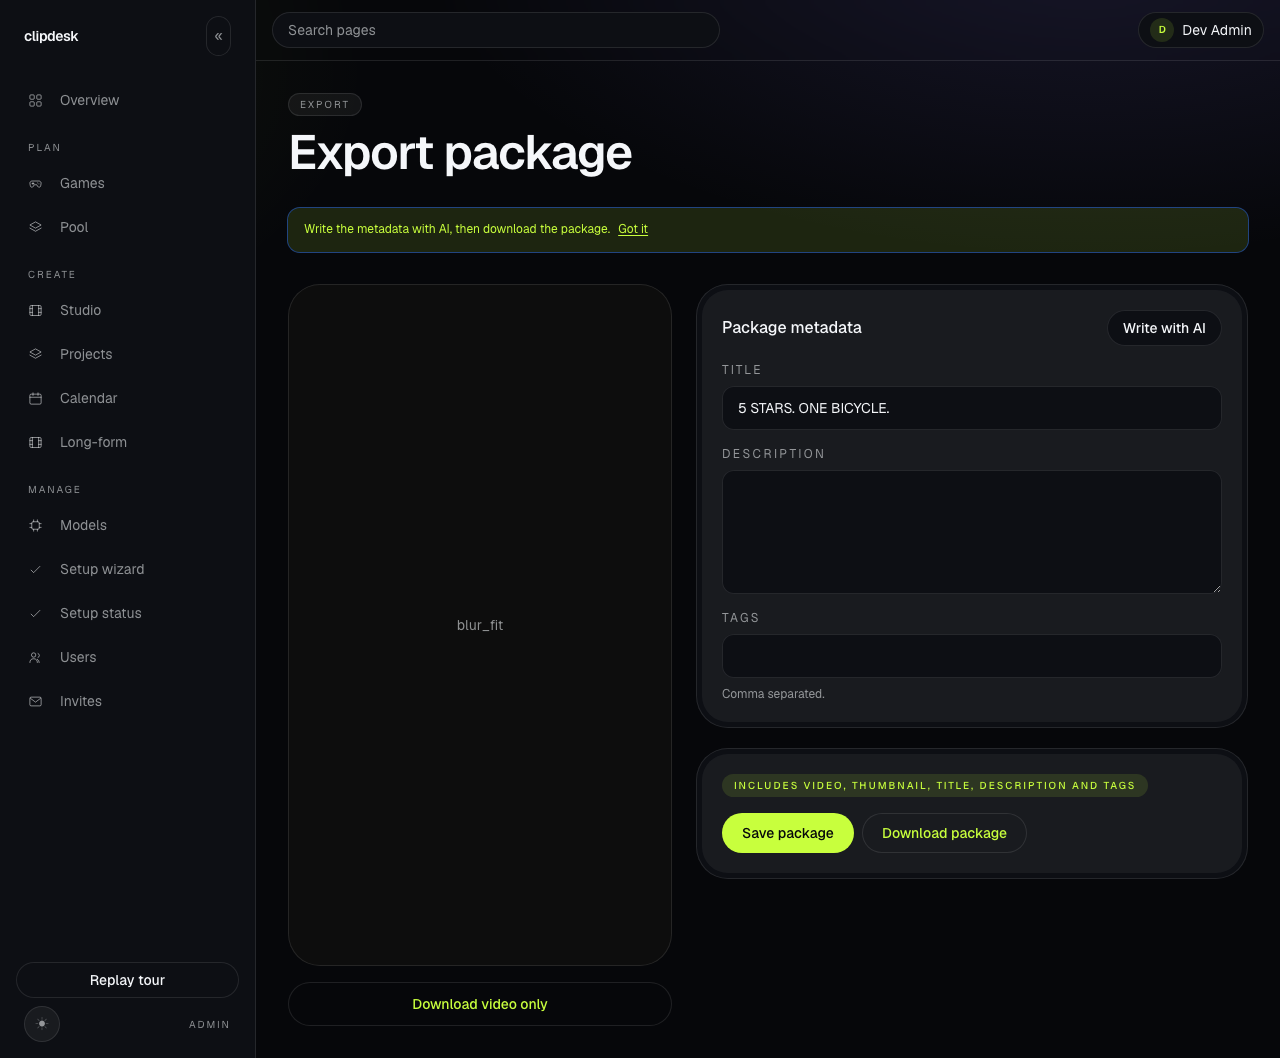 clipdesk
«
Search pages
D
Dev Admin
Overview
PLAN
Games
Pool
CREATE
Studio
Projects
Calendar
Long-form
MANAGE
Models
Setup wizard
Setup status
Users
Invites
Replay tour
ADMIN
EXPORT
Export package
Write the metadata with AI, then download the package. Got it
blur_fit
Download video only
Package metadata
Write with AI
TITLE
5 STARS. ONE BICYCLE.
DESCRIPTION
TAGS
Comma separated.
INCLUDES VIDEO, THUMBNAIL, TITLE, DESCRIPTION AND TAGS
Save package
Download package